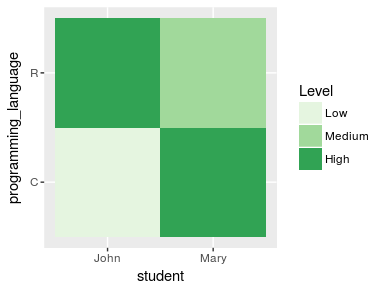 programming_language
R
C
John
Mary
student
Level
Low
Medium
High